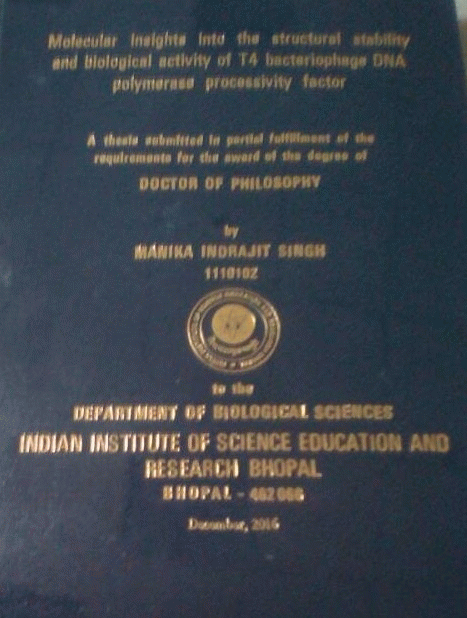 Molecular insights into the structural stability
and biological activity of T4 bacteriophage DNA
polymerase processivity factor
A thesis submitted in partial fulfillment of the
requirements for the award of the degree of
DOCTOR OF PHILOSOPHY
by
MANIKA INDRAJIT SINGH
1110102
to the
DEPARTMENT OF BIOLOGICAL SCIENCES
INDIAN INSTITUTE OF SCIENCE EDUCATION AND
RESEARCH BHOPAL
BHOPAL - 462 066
December, 2016